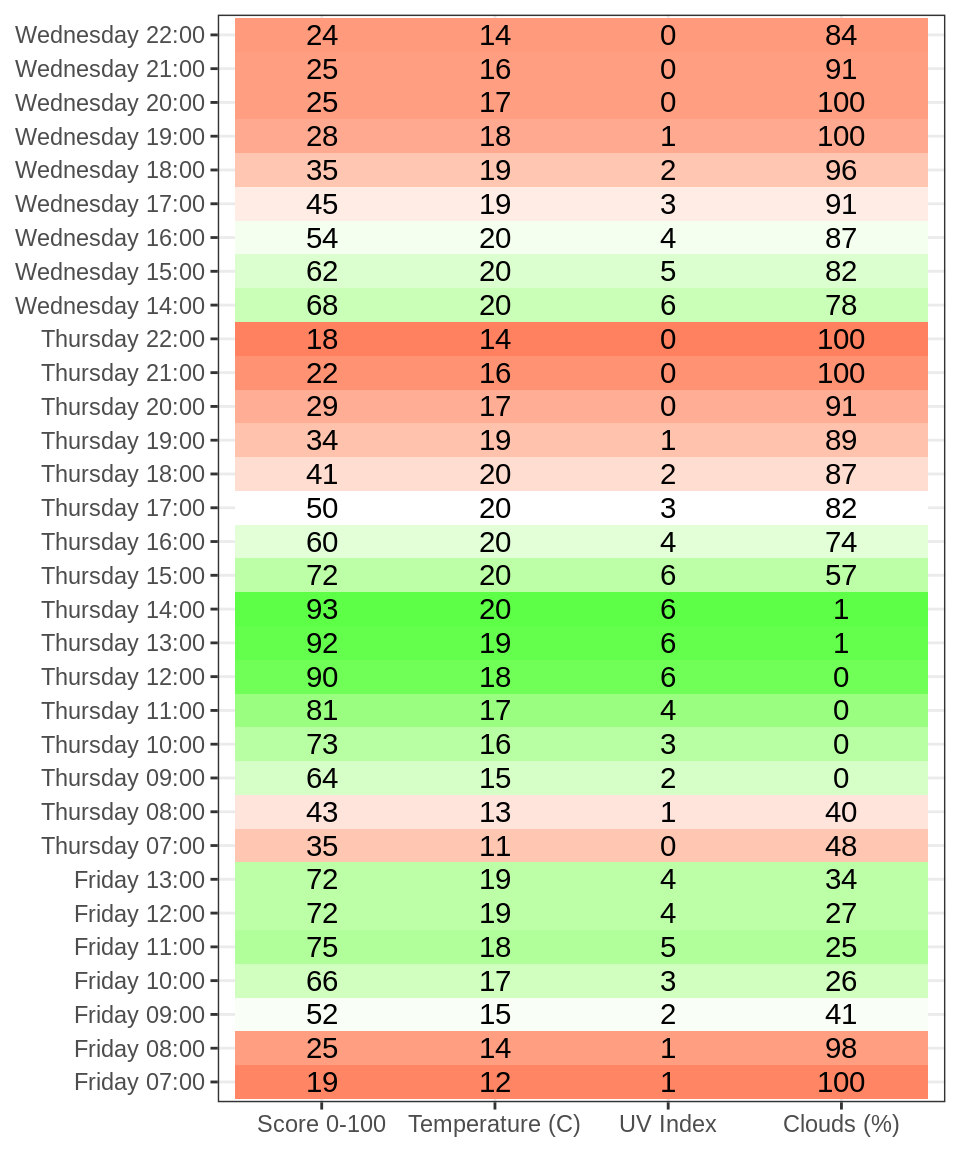 Wednesday 22:00 24 14 0 84
Wednesday 21:00 25 16 0 91
Wednesday 20:00 25 17 0 100
Wednesday 19:00 28 18 1 100
Wednesday 18:00 35 19 2 96
Wednesday 17:00 45 19 3 91
Wednesday 16:00 54 20 4 87
Wednesday 15:00 62 20 5 82
Wednesday 14:00 68 20 6 78
Thursday 22:00 18 14 0 100
Thursday 21:00 22 16 0 100
Thursday 20:00 29 17 0 91
Thursday 19:00 34 19 1 89
Thursday 18:00 41 20 2 87
Thursday 17:00 50 20 3 82
Thursday 16:00 60 20 4 74
Thursday 15:00 72 20 6 57
Thursday 14:00 93 20 6 1
Thursday 13:00 92 19 6 1
Thursday 12:00 90 18 6 0
Thursday 11:00 81 17 4 0
Thursday 10:00 73 16 3 0
Thursday 09:00 64 15 2 0
Thursday 08:00 43 13 1 40
Thursday 07:00 35 11 0 48
Friday 13:00 72 19 4 34
Friday 12:00 72 19 4 27
Friday 11:00 75 18 5 25
Friday 10:00 66 17 3 26
Friday 09:00 52 15 2 41
Friday 08:00 25 14 1 98
Friday 07:00 19 12 1 100
Score 0-100 Temperature (C) UV Index Clouds (%)